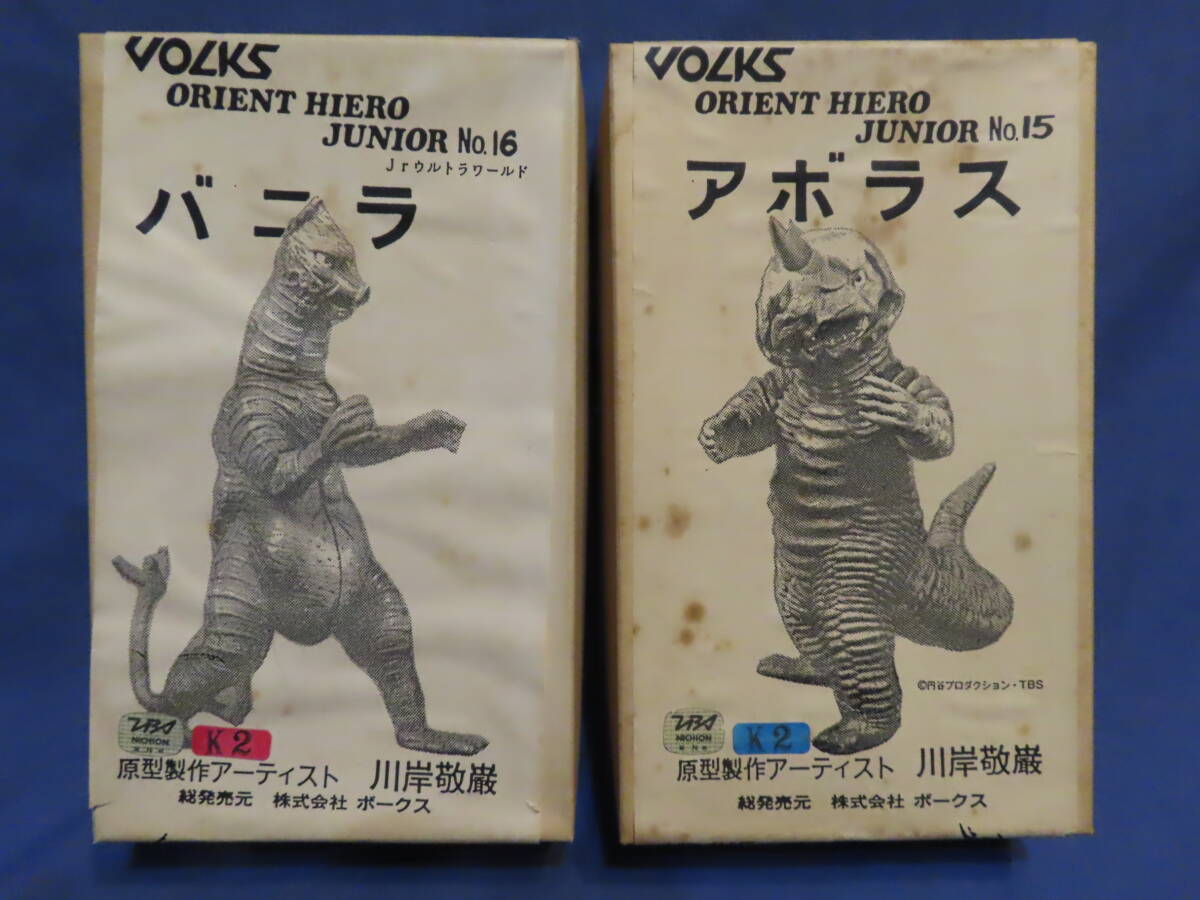 VOLKS
ORIENT HIERO
JUNIOR No.16
Jrウルトラワールド
バニラ
NICHION
K2
原型製作アーティスト 川岸敬厳
総発売元 株式会社 ボークス
VOLKS
ORIENT HIERO
JUNIOR No.15
アボラス
©円谷プロダクション・TBS
NICHION
K2
原型製作アーティスト 川岸敬厳
総発売元 株式会社 ボークス